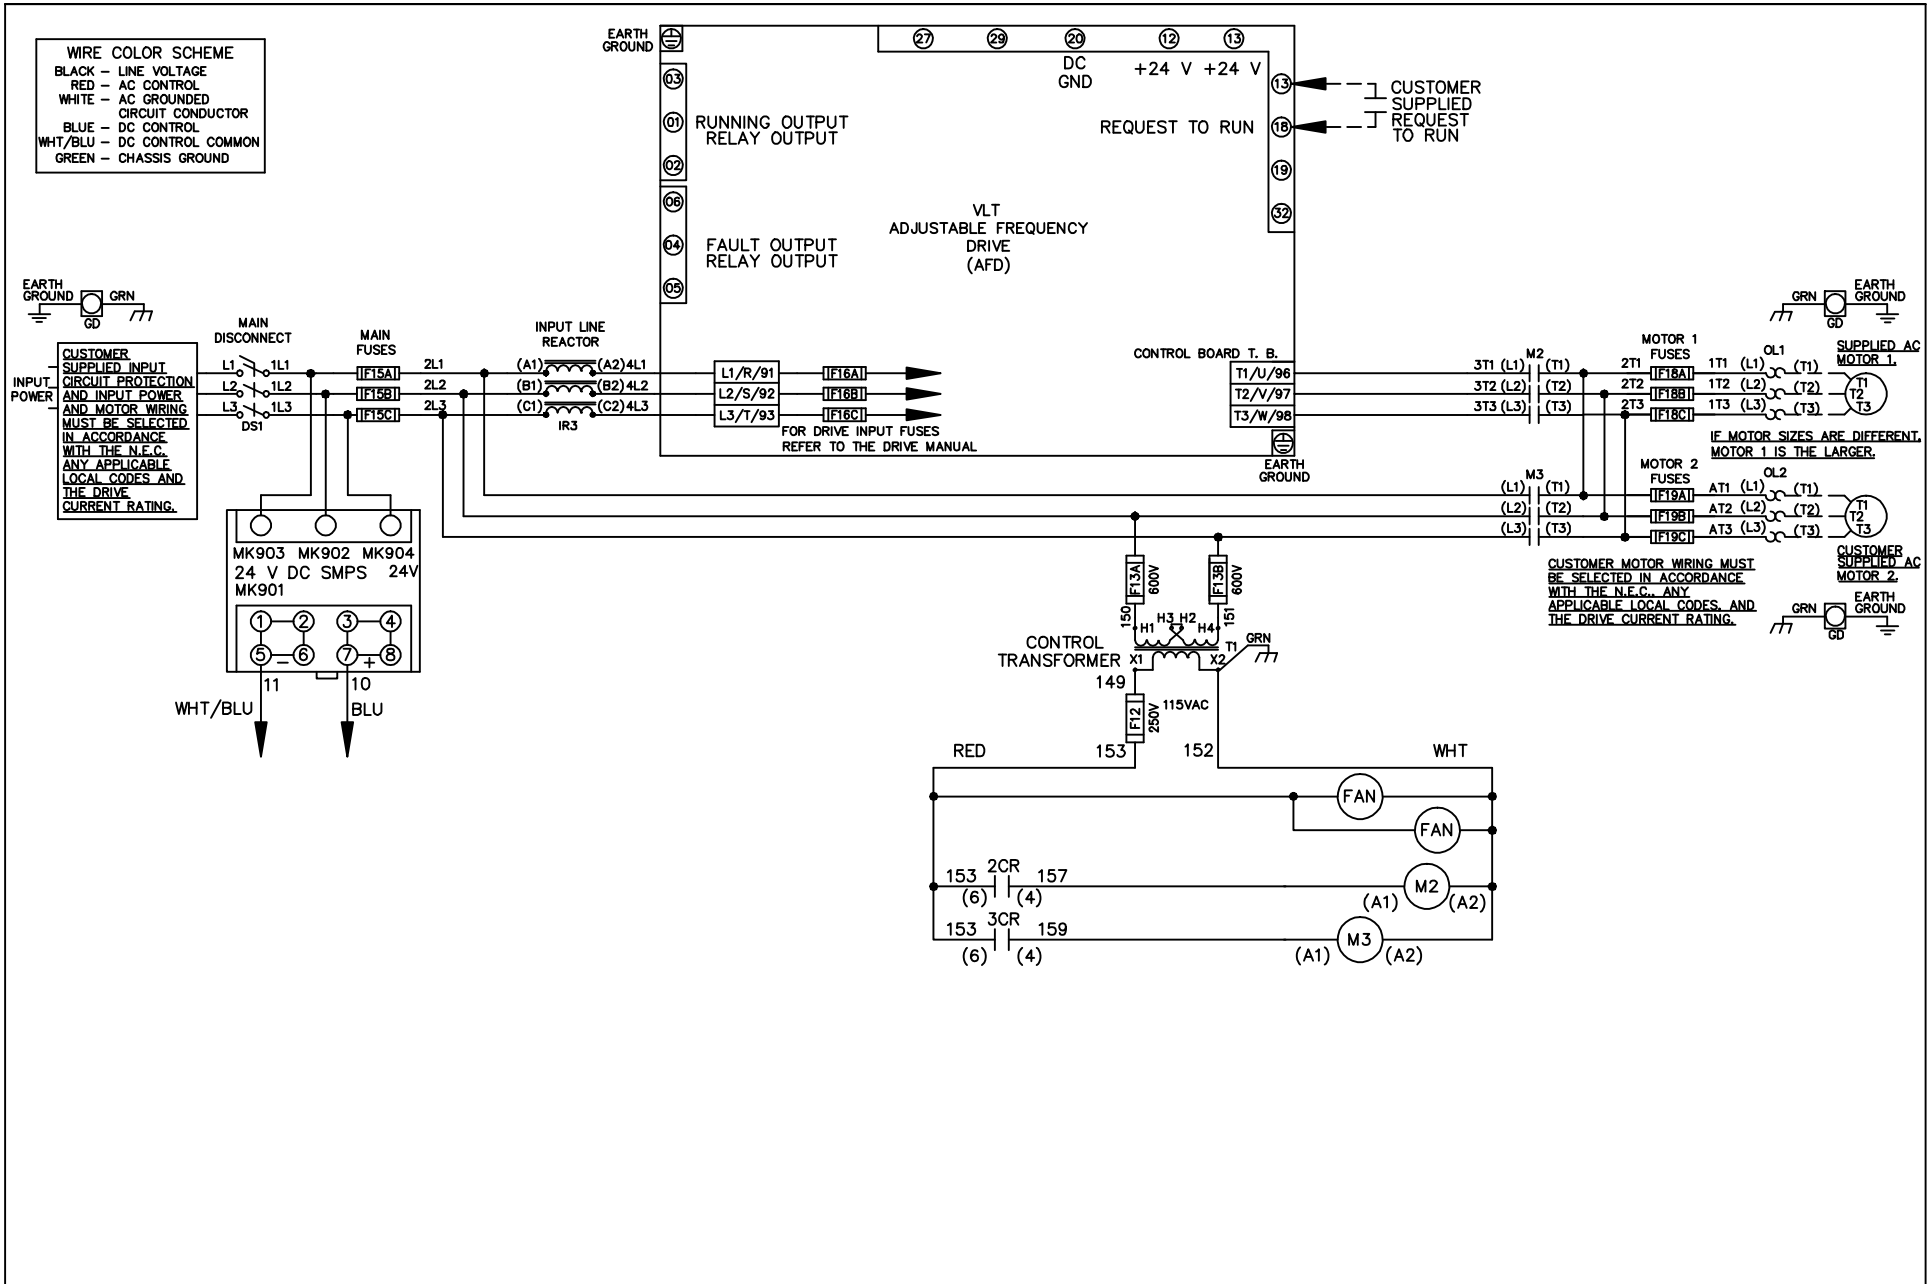 WIRE COLOR SCHEME
BLACK – LINE VOLTAGE
RED – AC CONTROL
WHITE – AC GROUNDED
CIRCUIT CONDUCTOR
BLUE – DC CONTROL
WHT/BLU – DC CONTROL COMMON
GREEN – CHASSIS GROUND
EARTH
GROUND
03
01
02
RUNNING OUTPUT
RELAY OUTPUT
06
04
05
FAULT OUTPUT
RELAY OUTPUT
27
29
20
12
13
DC
GND
+24 V
+24 V
13
18
19
32
REQUEST TO RUN
CUSTOMER
SUPPLIED
REQUEST
TO RUN
VLT
ADJUSTABLE FREQUENCY
DRIVE
(AFD)
EARTH
GROUND
GRN
GD
INPUT
POWER
CUSTOMER
SUPPLIED INPUT
CIRCUIT PROTECTION
AND INPUT POWER
AND MOTOR WIRING
MUST BE SELECTED
IN ACCORDANCE
WITH THE N.E.C.
ANY APPLICABLE
LOCAL CODES AND
THE DRIVE
CURRENT RATING.
MAIN
DISCONNECT
L1 1L1
L2 1L2
L3 1L3
DS1
MAIN
FUSES
F15A
F15B
F15C
2L1
2L2
2L3
INPUT LINE
REACTOR
(A1) (A2) 4L1
(B1) (B2) 4L2
(C1) (C2) 4L3
IR3
L1/R/91
L2/S/92
L3/T/93
F16A
F16B
F16C
FOR DRIVE INPUT FUSES
REFER TO THE DRIVE MANUAL
CONTROL BOARD T. B.
T1/U/96
T2/V/97
T3/W/98
EARTH
GROUND
M2
3T1 (L1) (T1)
3T2 (L2) (T2)
3T3 (L3) (T3)
MOTOR 1
FUSES
2T1 F18A 1T1 (L1)
2T2 F18B 1T2 (L2)
2T3 F18C 1T3 (L3)
OL1
(T1)
(T2)
(T3)
T1
T2
T3
GRN
GD
EARTH
GROUND
SUPPLIED AC
MOTOR 1.
IF MOTOR SIZES ARE DIFFERENT,
MOTOR 1 IS THE LARGER.
M3
(L1) (T1)
(L2) (T2)
(L3) (T3)
MOTOR 2
FUSES
F19A AT1 (L1)
F19B AT2 (L2)
F19C AT3 (L3)
OL2
(T1)
(T2)
(T3)
T1
T2
T3
CUSTOMER
SUPPLIED AC
MOTOR 2.
CUSTOMER MOTOR WIRING MUST
BE SELECTED IN ACCORDANCE
WITH THE N.E.C., ANY
APPLICABLE LOCAL CODES, AND
THE DRIVE CURRENT RATING.
GRN
GD
EARTH
GROUND
MK903 MK902 MK904
24 V DC SMPS 24V
MK901
1 2 3 4
5 – 6 7 + 8
11
10
WHT/BLU
BLU
F13A
600V
F13B
600V
150
151
H1 H3 H2 H4
CONTROL
TRANSFORMER
X1
X2
T1
GRN
149
F12
250V
115VAC
153
152
RED
WHT
FAN
FAN
153 2CR 157
(6) (4)
(A1) M2 (A2)
153 3CR 159
(6) (4)
(A1) M3 (A2)